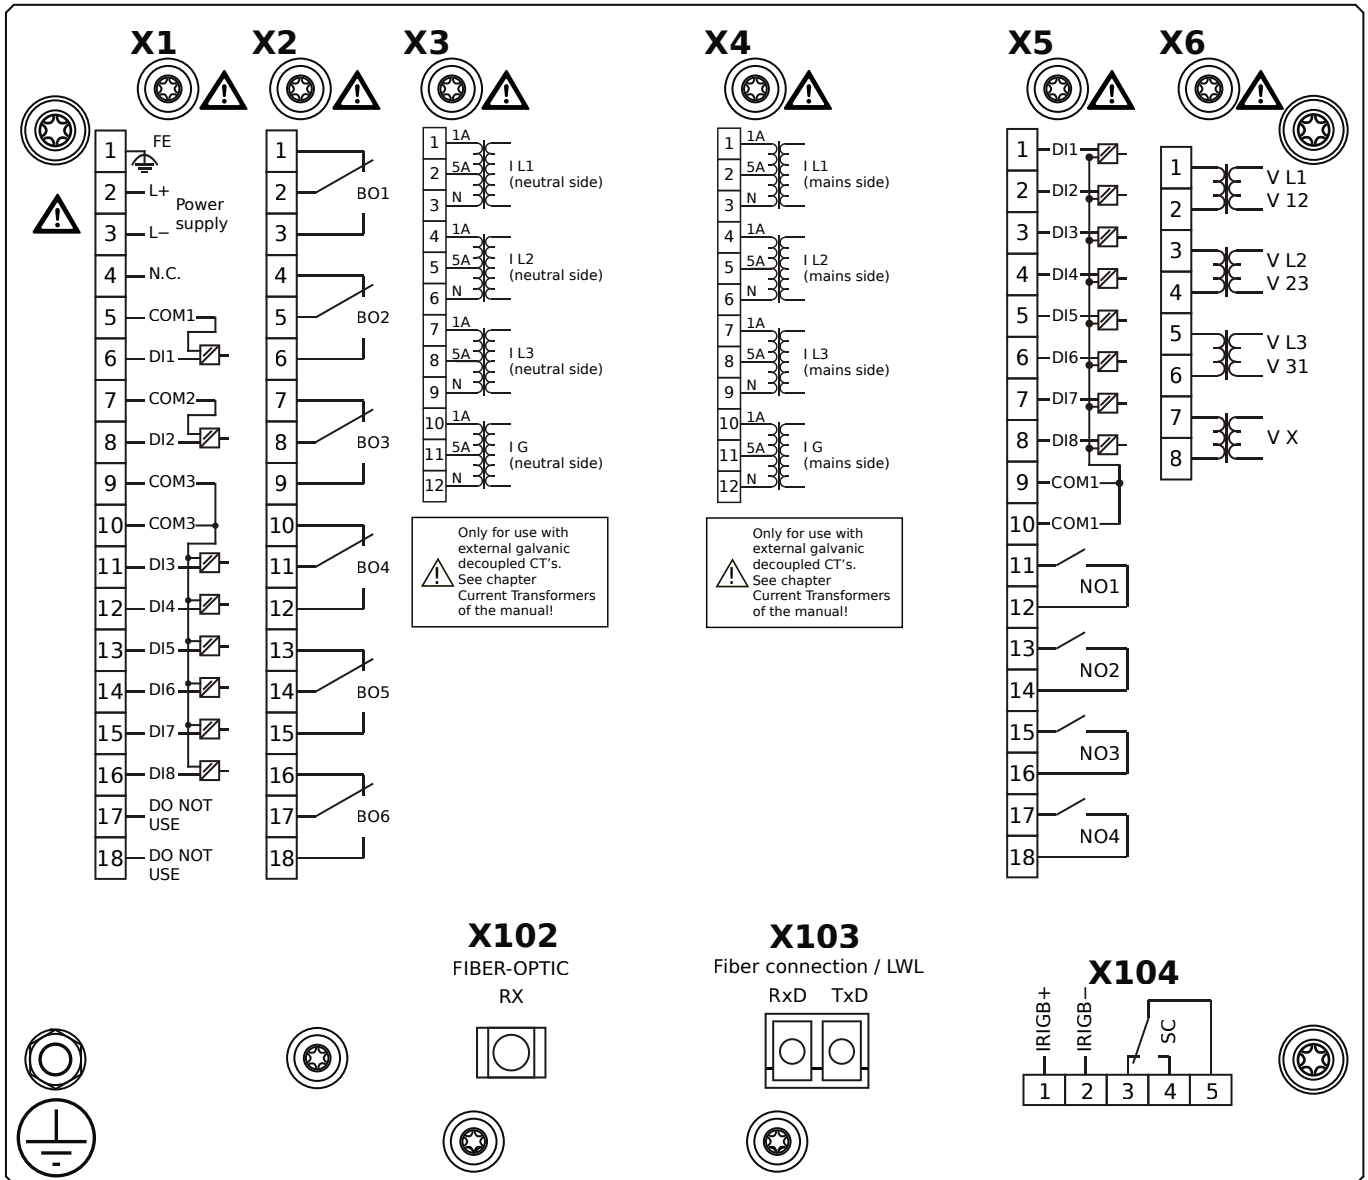 X1
X2
X3
X4
X5
X6
1 FE
2 L+ Power
supply
3 L−
4 N.C.
5 COM1
6 DI1
7 COM2
8 DI2
9 COM3
10 COM3
11 DI3
12 DI4
13 DI5
14 DI6
15 DI7
16 DI8
17 DO NOT
USE
18 DO NOT
USE
1
2 BO1
3
4
5 BO2
6
7
8 BO3
9
10
11 BO4
12
13
14 BO5
15
16
17 BO6
18
1 1A
2 5A I L1
(neutral side)
3 N
4 1A
5 5A I L2
(neutral side)
6 N
7 1A
8 5A I L3
(neutral side)
9 N
10 1A
11 5A I G
(neutral side)
12 N
Only for use with
external galvanic
decoupled CT's.
See chapter
Current Transformers
of the manual!
1 1A
2 5A I L1
(mains side)
3 N
4 1A
5 5A I L2
(mains side)
6 N
7 1A
8 5A I L3
(mains side)
9 N
10 1A
11 5A I G
(mains side)
12 N
Only for use with
external galvanic
decoupled CT's.
See chapter
Current Transformers
of the manual!
1 DI1
2 DI2
3 DI3
4 DI4
5 DI5
6 DI6
7 DI7
8 DI8
9 COM1
10 COM1
11
NO1
12
13
NO2
14
15
NO3
16
17
NO4
18
1 V L1
2 V 12
3 V L2
4 V 23
5 V L3
6 V 31
7
V X
8
X102
FIBER-OPTIC
RX
X103
Fiber connection / LWL
RxD TxD
X104
IRIGB+
IRIGB−
SC
1 2 3 4 5